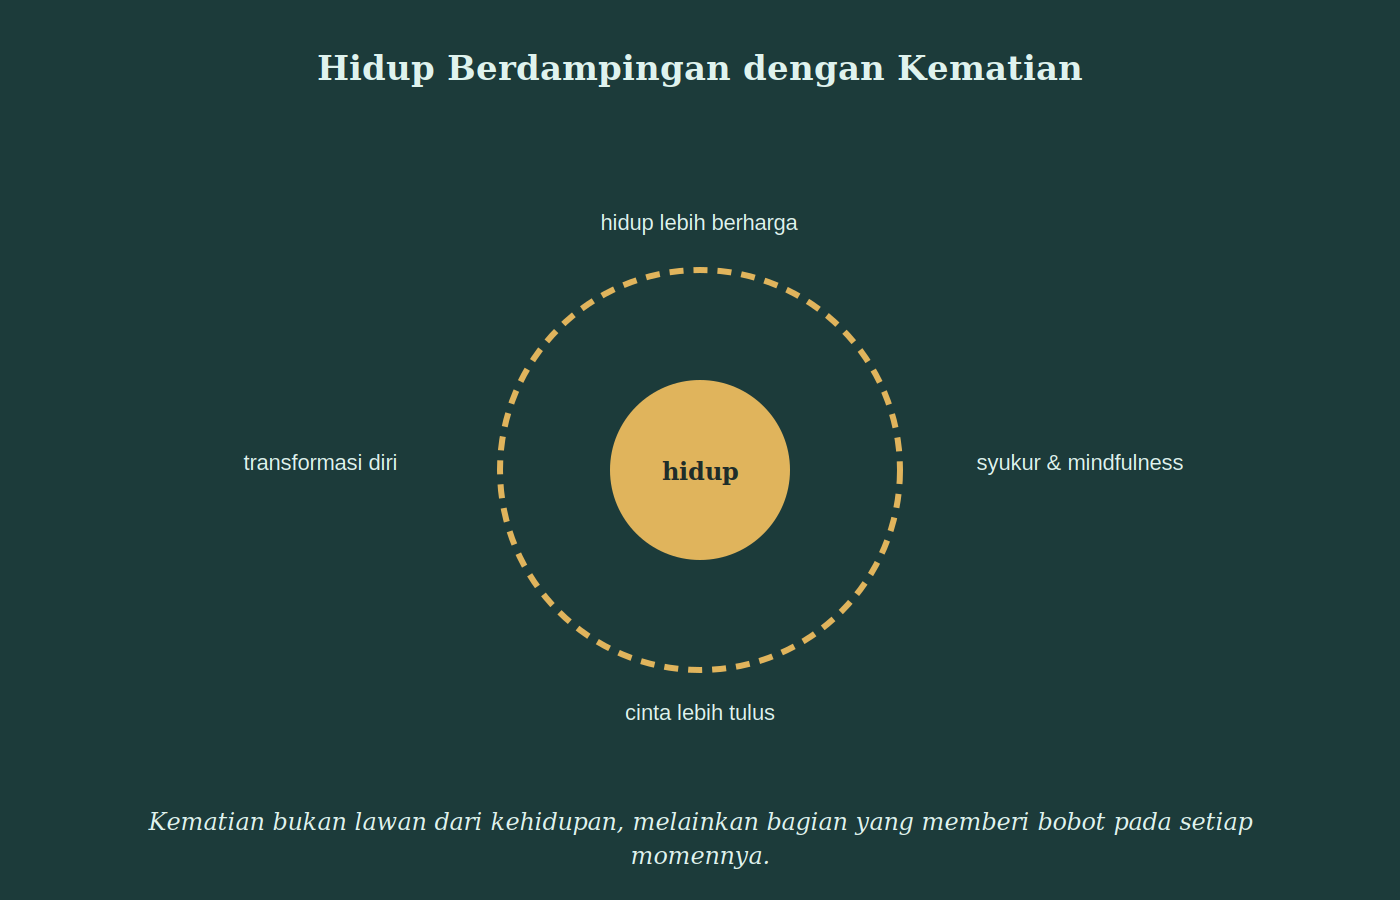 Hidup Berdampingan dengan Kematian
hidup lebih berharga
transformasi diri
hidup
syukur & mindfulness
cinta lebih tulus
Kematian bukan lawan dari kehidupan, melainkan bagian yang memberi bobot pada setiap
momennya.